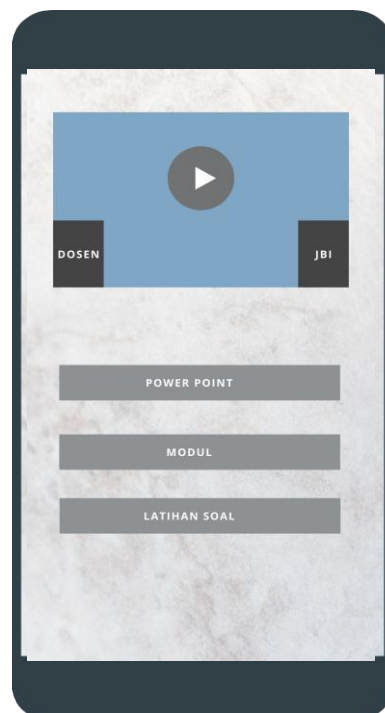 DOSEN
JBI
POWER POINT
MODUL
LATIHAN SOAL